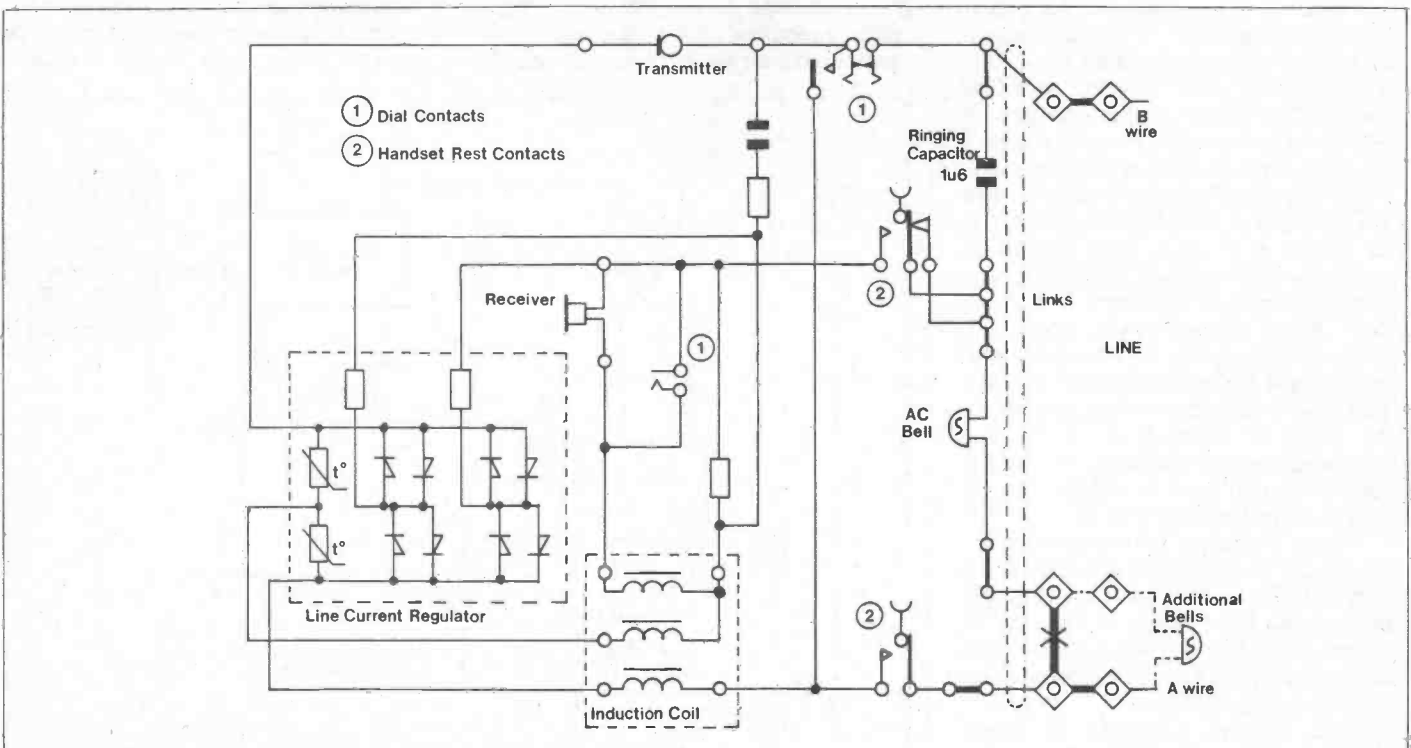 Transmitter
1 Dial Contacts
2 Handset Rest Contacts
1
B
wire
Ringing
Capacitor
1u6
2
Links
Receiver
1
LINE
AC
Bell
t°
t°
Line Current Regulator
2
Additional
Bells
Induction Coil
A wire